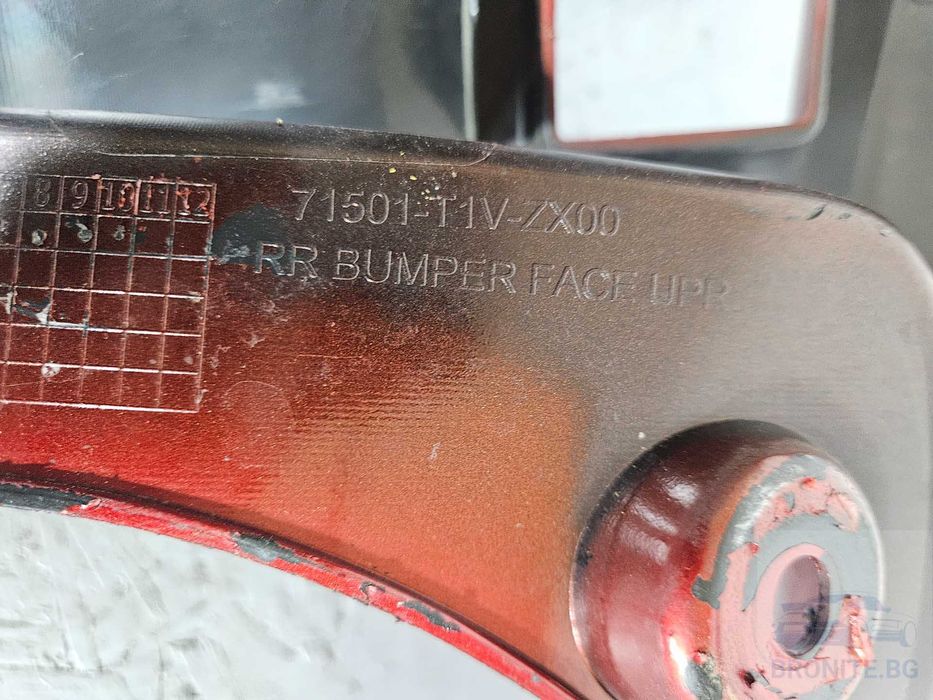 8 9 10 11 12
71501-T1V-ZX00
RR BUMPER FACE UPR
BRONITE.BG